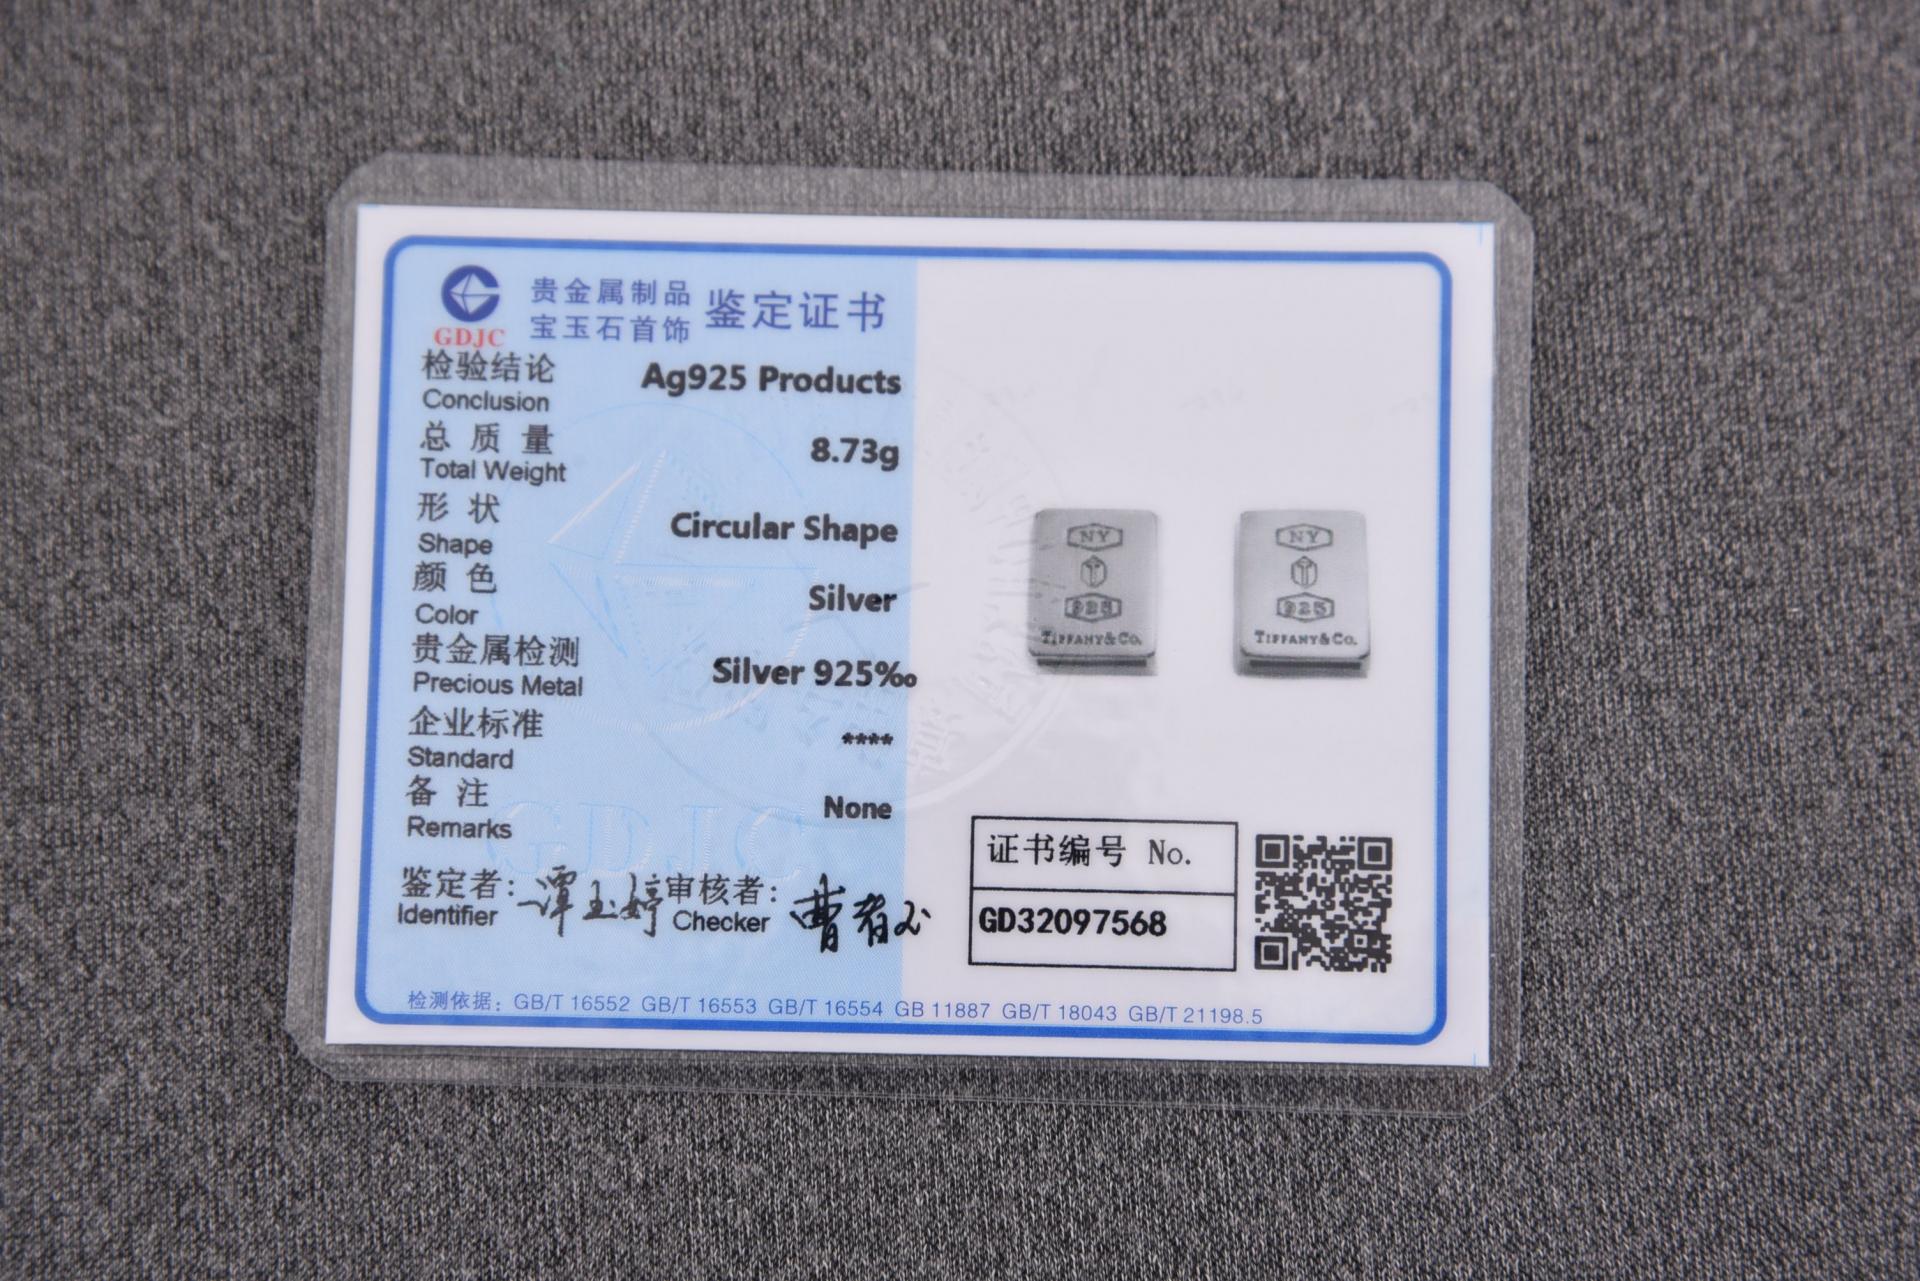 GDJC
贵金属制品
宝玉石首饰
鉴定证书
检验结论 Ag925 Products
Conclusion
总质量 8.73g
Total Weight
形状 Circular Shape
Shape
颜色 Silver
Color
贵金属检测 Silver 925‰
Precious Metal
企业标准 ****
Standard
备注 None
Remarks
鉴定者: 谭玉婷 审核者:
Identifier Checker
检测依据: GB/T 16552 GB/T 16553 GB/T 16554 GB 11887 GB/T 18043 GB/T 21198.5
NY
T
925
TIFFANY&CO.
NY
T
925
TIFFANY&CO.
证书编号 No.
GD32097568
GDJC